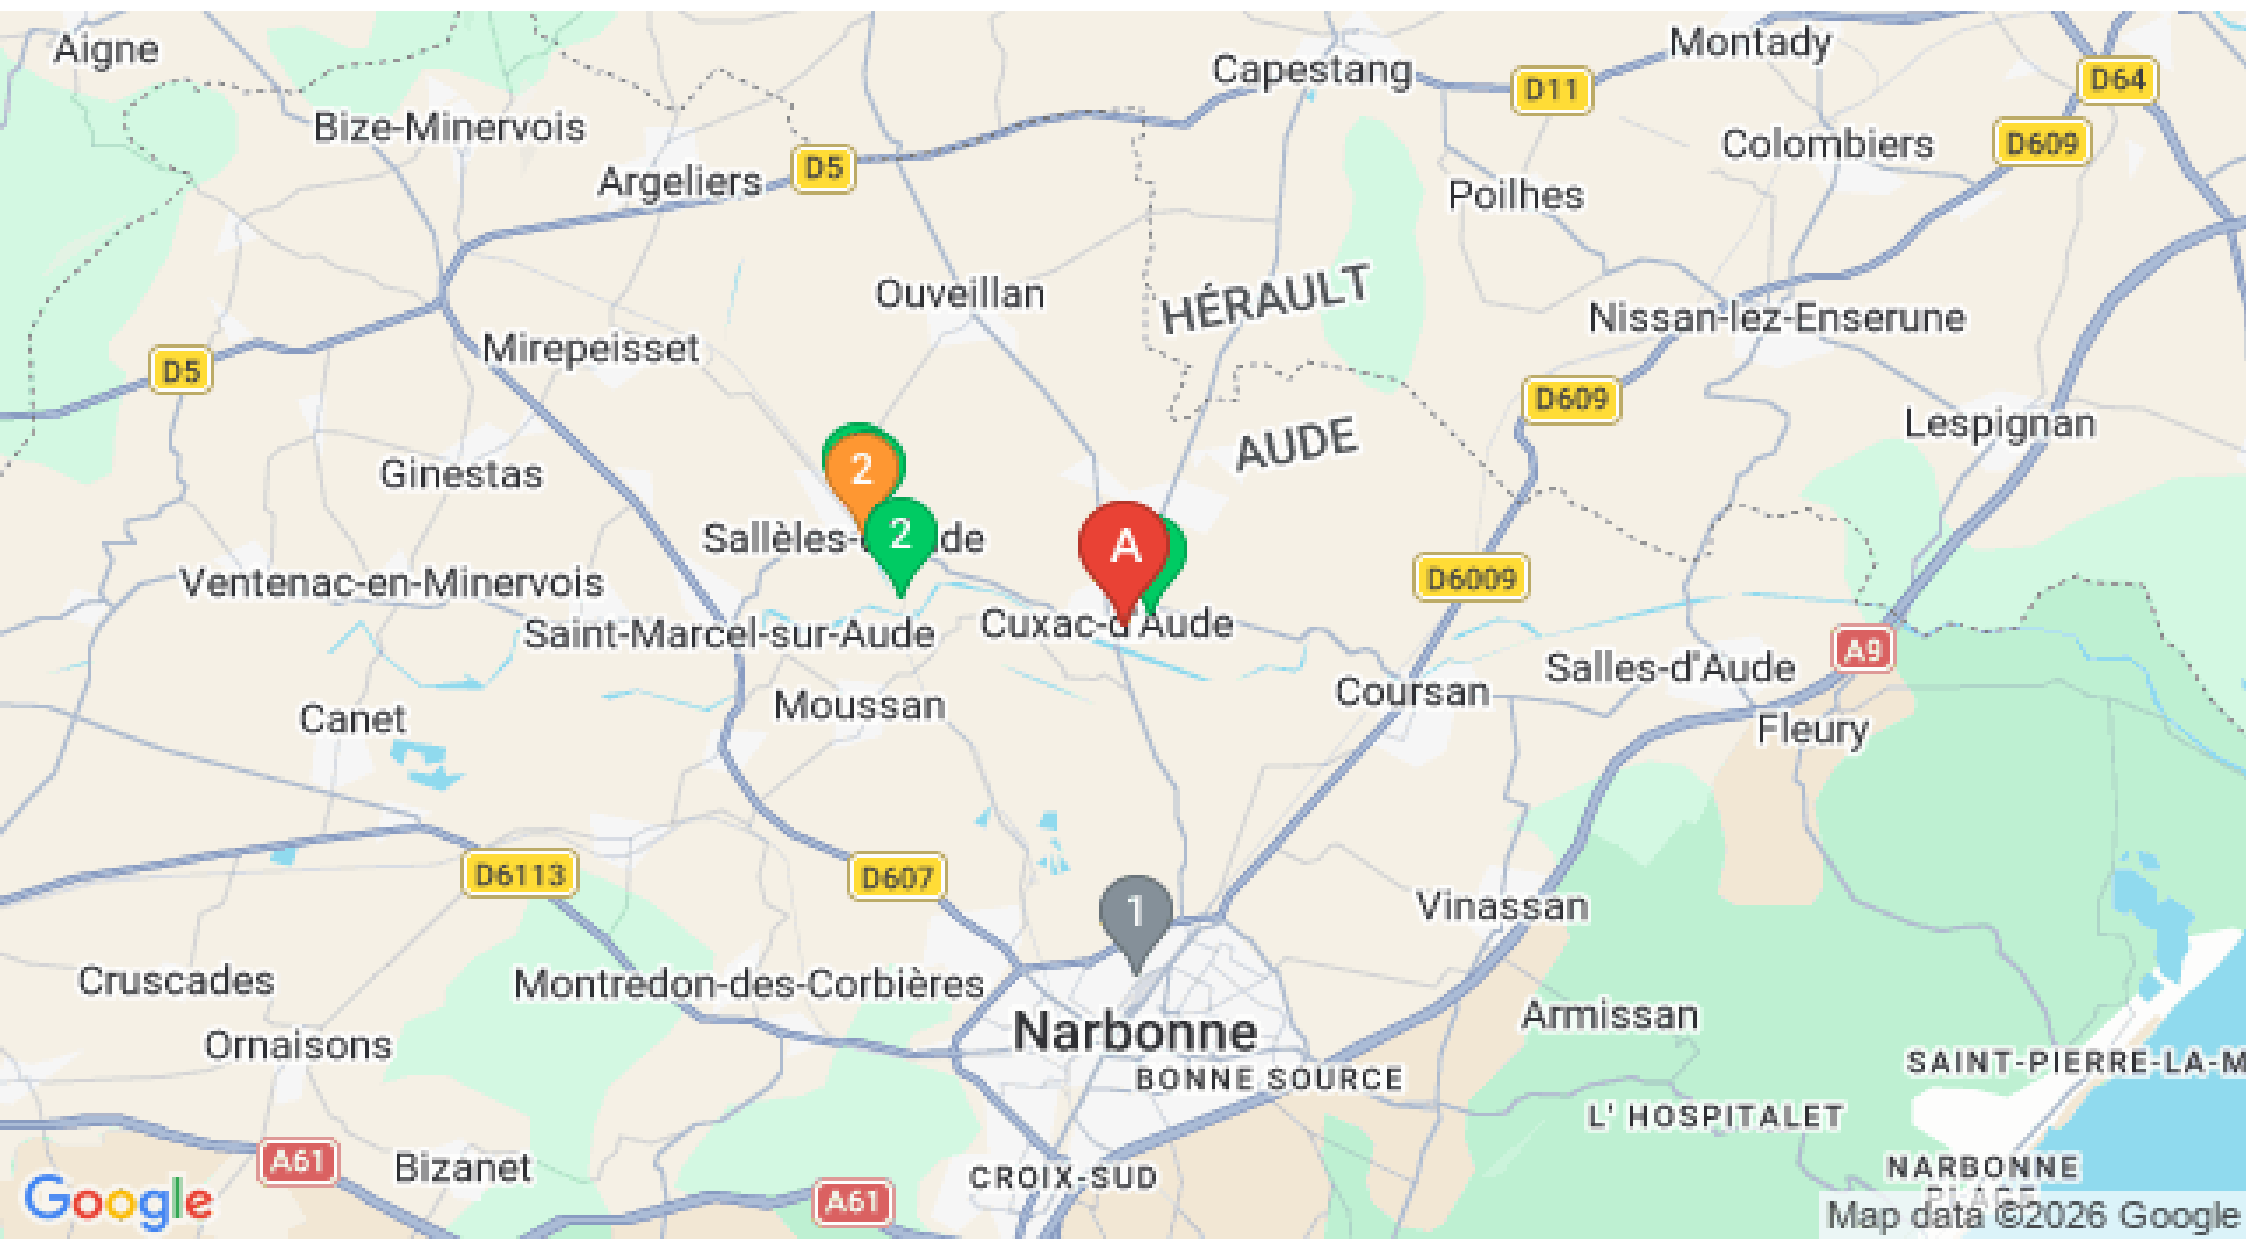 Aigne
Montady
Capestang
D11
D64
Bize-Minervois
Colombiers
D609
Argeliers
D5
Poilhes
Ouveillan
HÉRAULT
Nissan-lez-Enserune
Mirepeisset
D5
D609
Lespignan
AUDE
Ginestas
2
2
Sallèles-
de
A
Ventenac-en-Minervois
D6009
Saint-Marcel-sur-Aude
Cuxac-d'Aude
A9
Salles-d'Aude
Coursan
Moussan
Canet
Fleury
D6113
D607
1
Vinassan
Cruscades
Montredon-des-Corbières
Armissan
Narbonne
Ornaisons
SAINT-PIERRE-LA-M
BONNE SOURCE
L' HOSPITALET
A61
Bizanet
CROIX-SUD
NARBONNE
PLAGE
Google
A61
Map data ©2026 Google